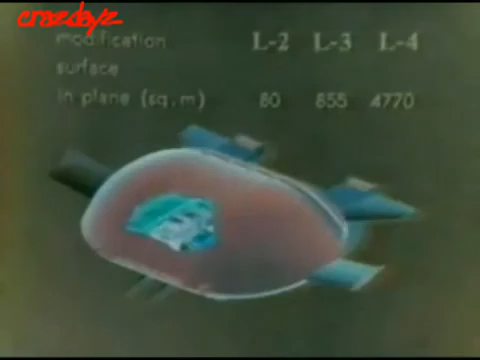 crazdayz
modification L-2 L-3 L-4
surface
in plane (sq.m) 80 855 4770